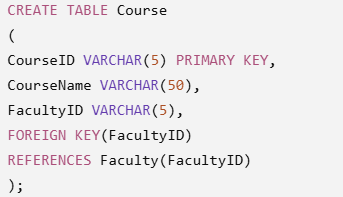 CREATE TABLE Course
(
CourseID VARCHAR(5) PRIMARY KEY,
CourseName VARCHAR(50),
FacultyID VARCHAR(5),
FOREIGN KEY(FacultyID)
REFERENCES Faculty(FacultyID)
);